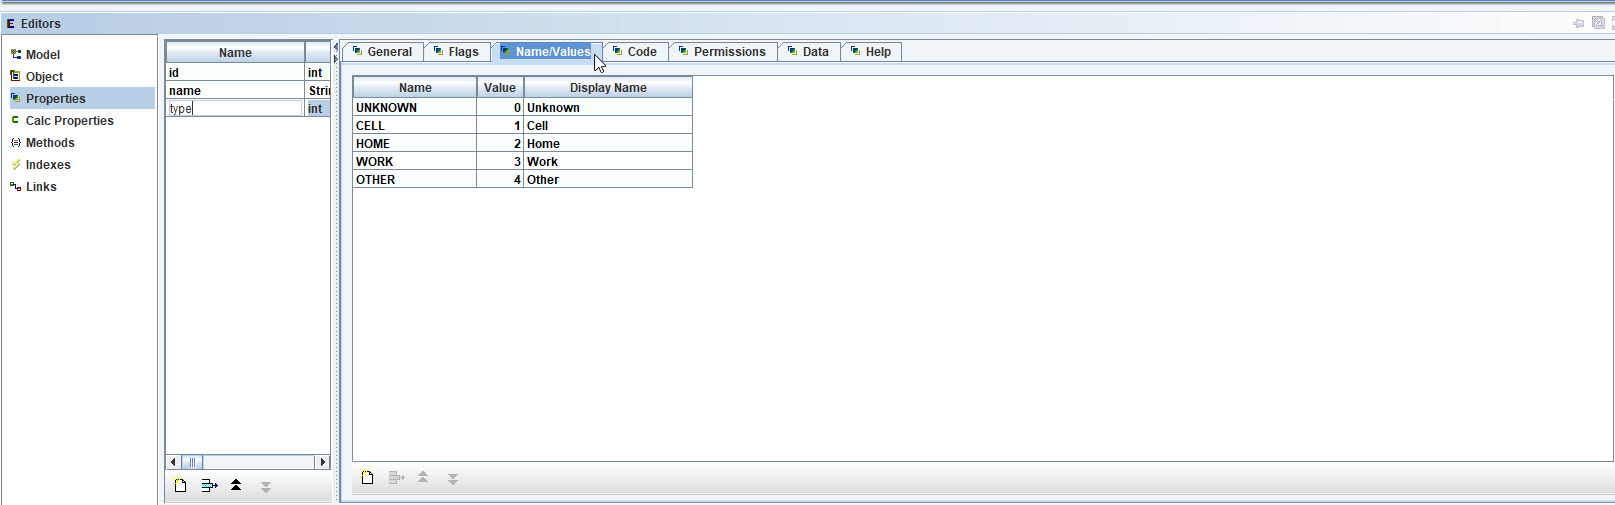 E Editors
Model
Object
Properties
C Calc Properties
Methods
Indexes
Links
Name
id int
name Stri
type int
General Flags Name/Values Code Permissions Data Help
Name Value Display Name
UNKNOWN 0 Unknown
CELL 1 Cell
HOME 2 Home
WORK 3 Work
OTHER 4 Other